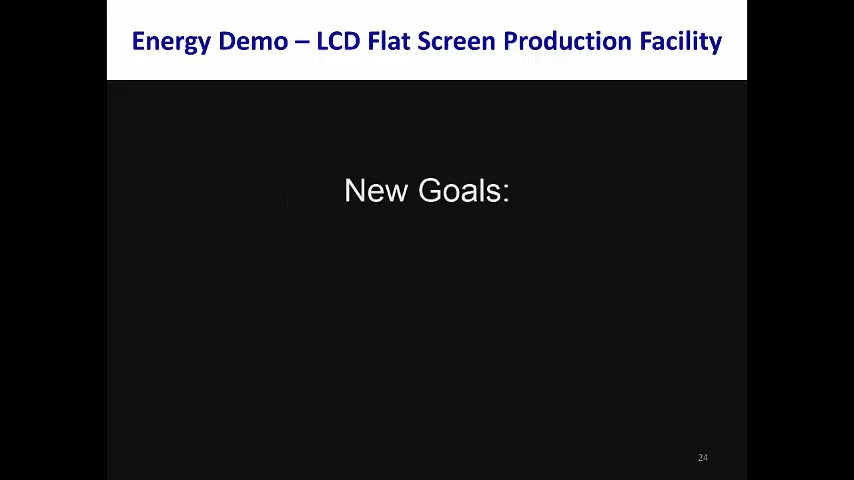 Energy Demo – LCD Flat Screen Production Facility
New Goals:
24